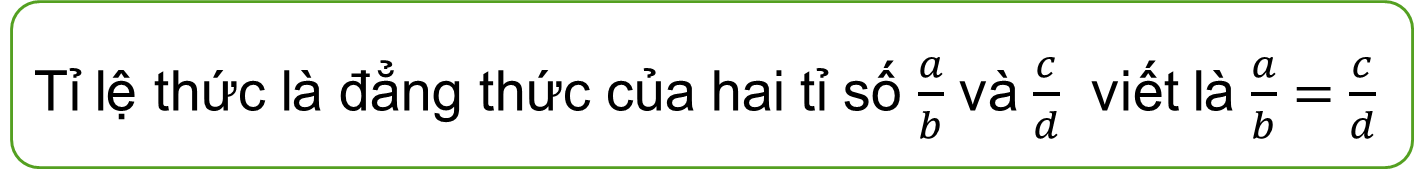 Tỉ lệ thức là đẳng thức của hai tỉ số a/b và c/d viết là a/b = c/d